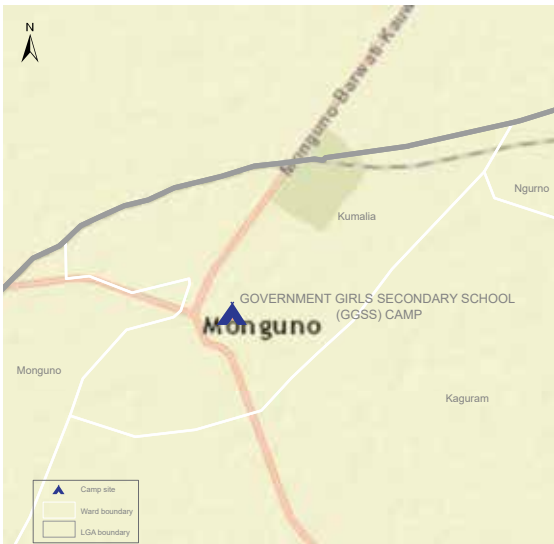 N
Monguno-Barwati-Kauw
Ngurno
Kumalia
GOVERNMENT GIRLS SECONDARY SCHOOL
(GGSS) CAMP
Monguno
Monguno
Kaguram
Camp site
Ward boundary
LGA boundary